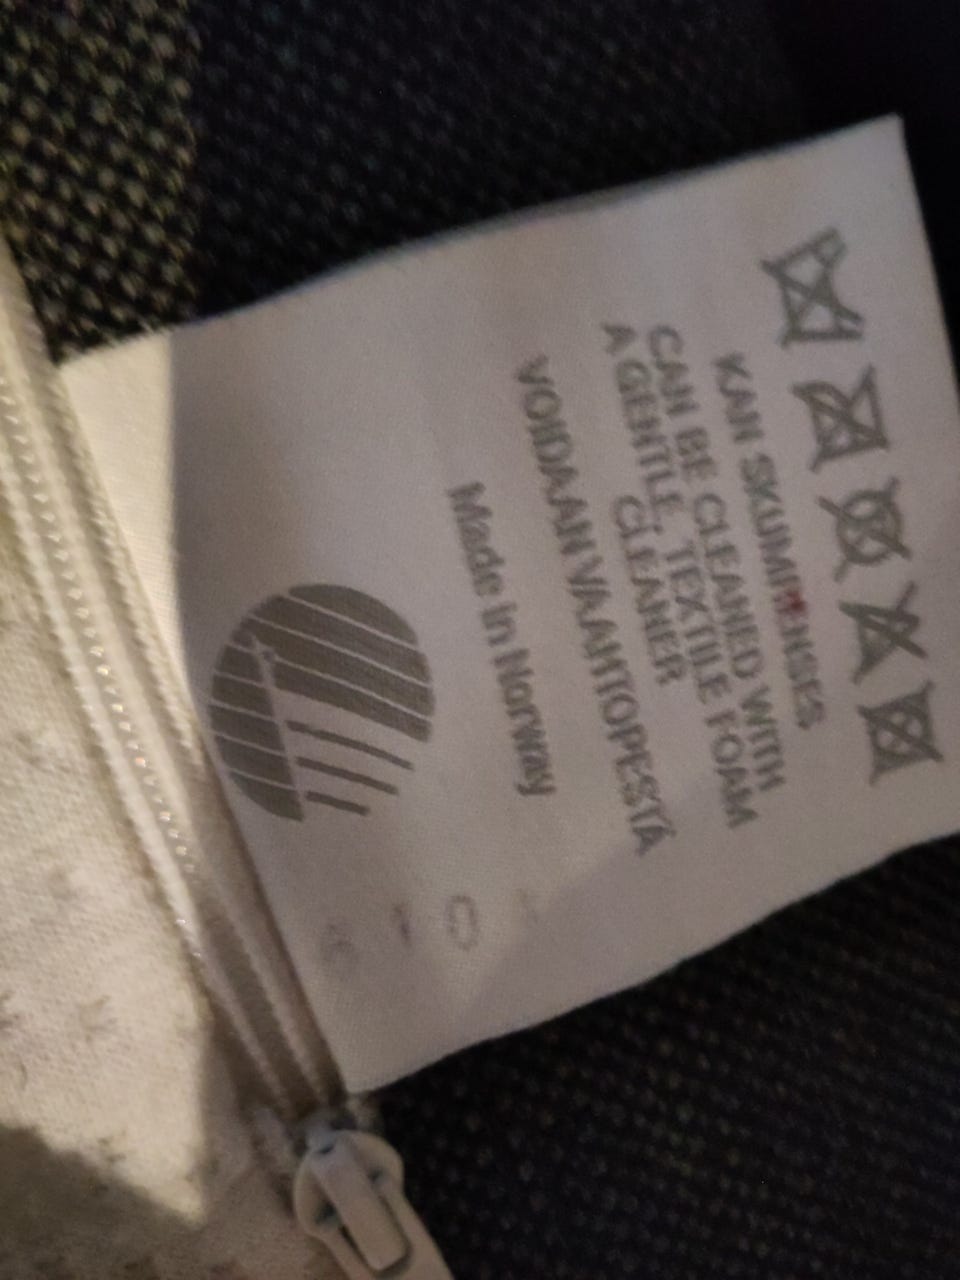 KAN SKUMRENSES
CAN BE CLEANED WITH
A GENTLE, TEXTILE FOAM
CLEANER
VOIDAAN VAAHTOPESTÄ
Made in Norway